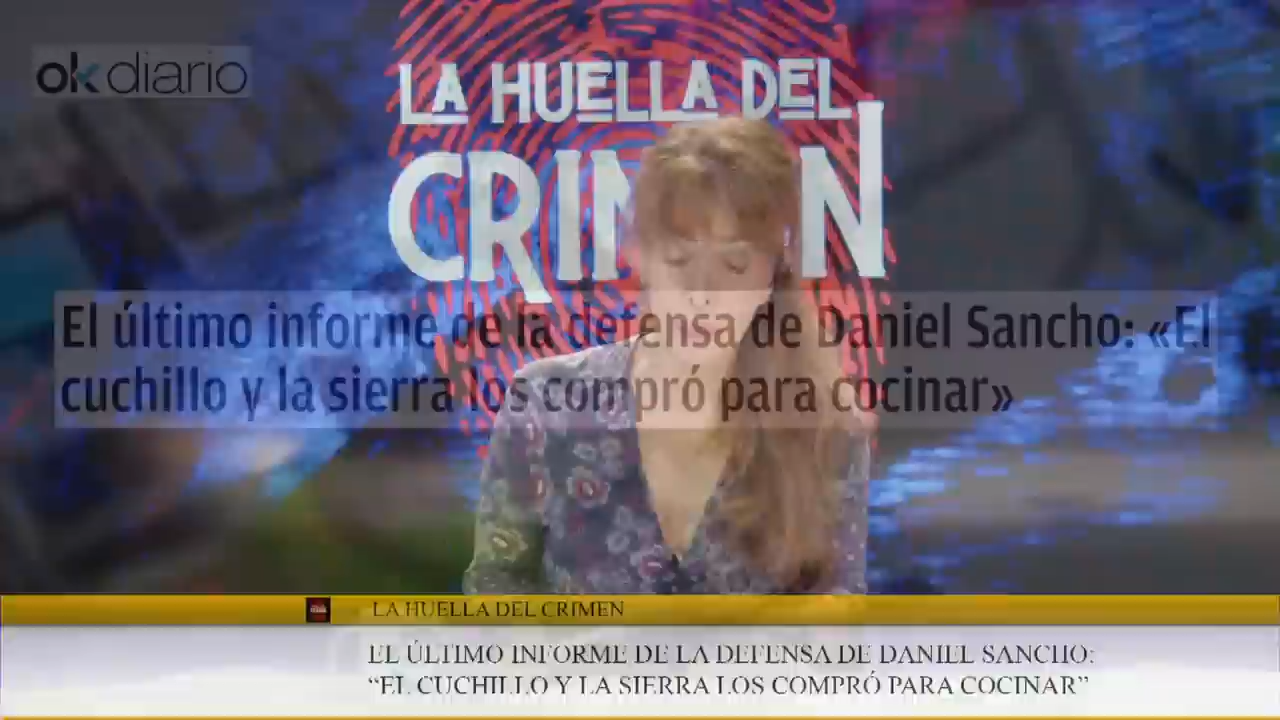 ok diario
LA HUELLA DEL
CRIMEN
El último informe de la defensa de Daniel Sancho: «El
cuchillo y la sierra los compró para cocinar»
LA HUELLA DEL CRIMEN
EL ÚLTIMO INFORME DE LA DEFENSA DE DANIEL SANCHO:
“EL CUCHILLO Y LA SIERRA LOS COMPRÓ PARA COCINAR”